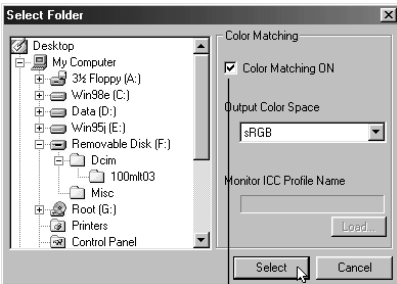 Select Folder
Desktop
My Computer
3½ Floppy (A:)
Win98e (C:)
Data (D:)
Win95j (E:)
Removable Disk (F:)
Dcim
100mlt03
Misc
Root (G:)
Printers
Control Panel
Color Matching
Color Matching ON
Output Color Space
sRGB
Monitor ICC Profile Name
Load...
Select
Cancel